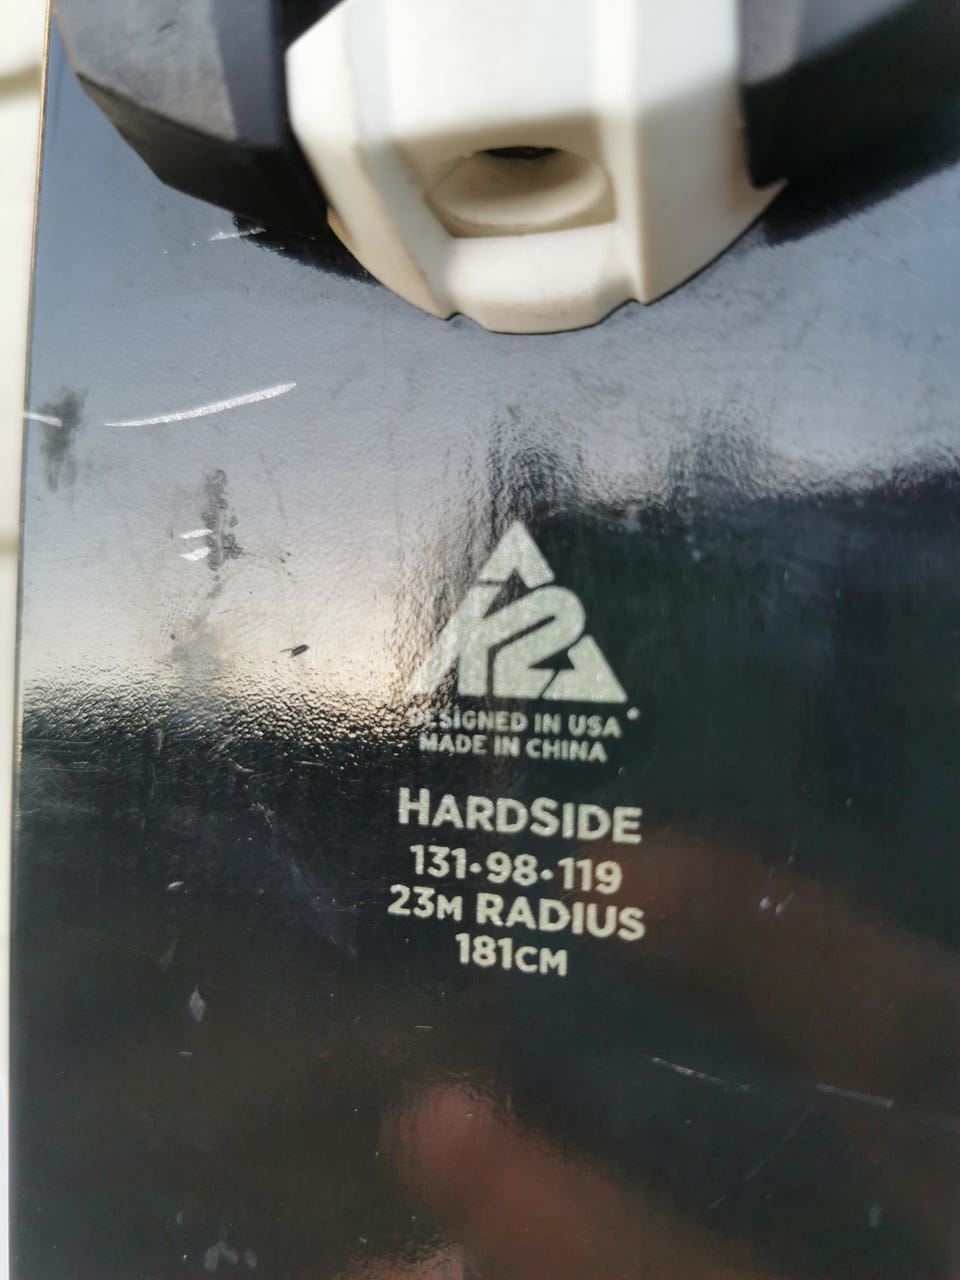 K2
DESIGNED IN USA
MADE IN CHINA
HARDSIDE
131•98•119
23M RADIUS
181CM